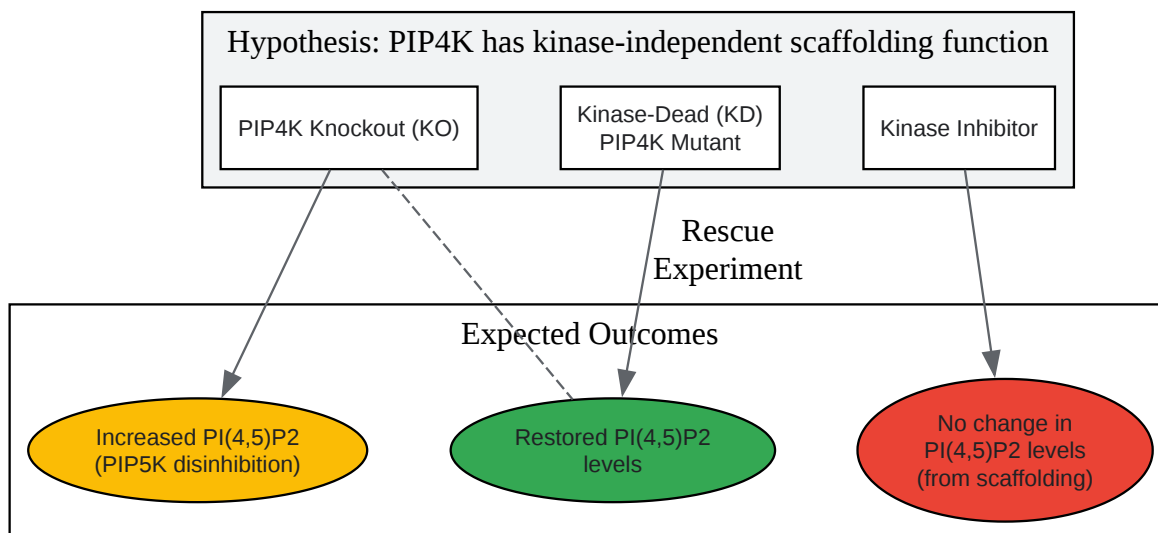 Hypothesis: PIP4K has kinase-independent scaffolding function
PIP4K Knockout (KO)
Kinase-Dead (KD)
PIP4K Mutant
Kinase Inhibitor
Rescue
Experiment
Expected Outcomes
Increased PI(4,5)P2
(PIP5K disinhibition)
Restored PI(4,5)P2
levels
No change in
PI(4,5)P2 levels
(from scaffolding)